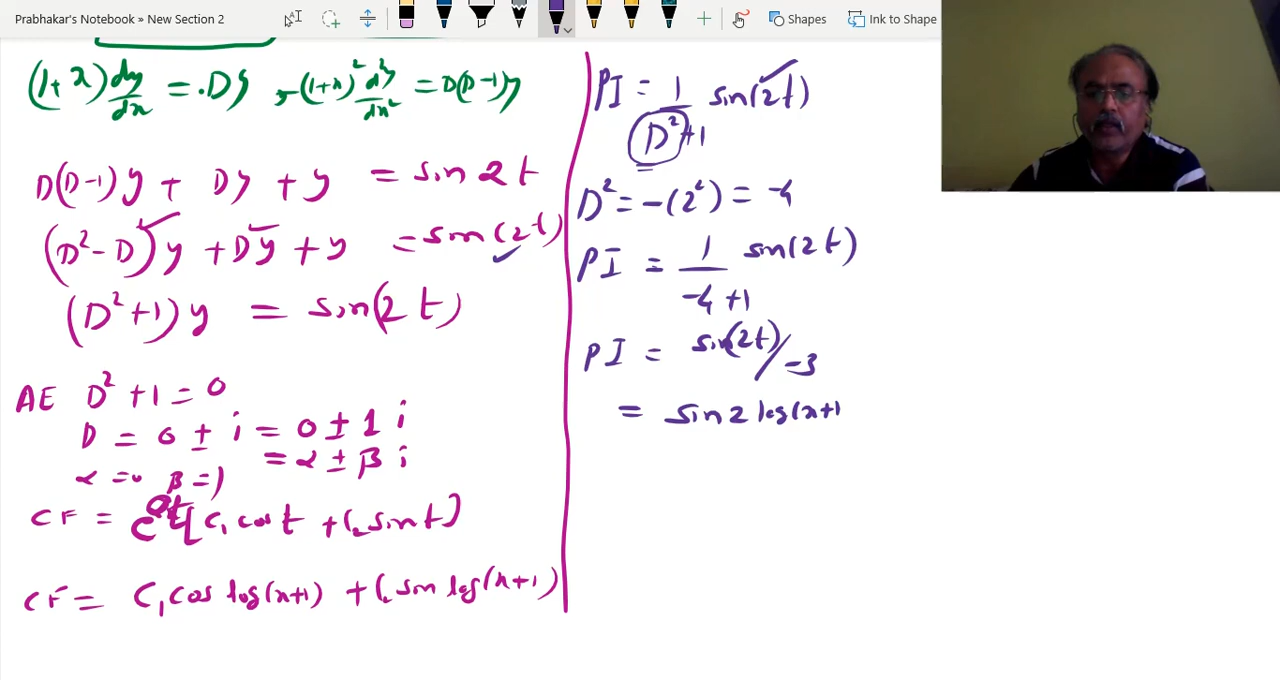 Prabhakar's Notebook » New Section 2
Shapes
Ink to Shape
(1+x) dy/dx = Dy , (1+x)² d²y/dx² = D(D-1)y
D(D-1)y + Dy + y = sin 2t
(D² - D)y + Dy + y = sin(2t)
(D²+1)y = sin(2t)
AE D²+1=0
D = 0 ± i = 0 ± 1 i
= α ± β i
α = 0 β = 1
CF = e^{0t}[C₁ cos t + C₂ sin t]
CF = C₁ cos log(x+1) + C₂ sin log(x+1)
PI = 1/(D²+1) sin(2t)
D² = -(2²) = -4
PI = 1/(-4+1) sin(2t)
PI = sin(2t)/-3
= sin 2 log(x+1